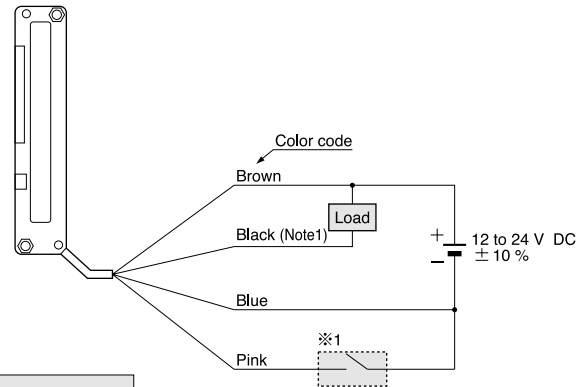 Color code
Brown
Load
Black (Note1)
+ 12 to 24 V DC
− ± 10 %
Blue
※1
Pink